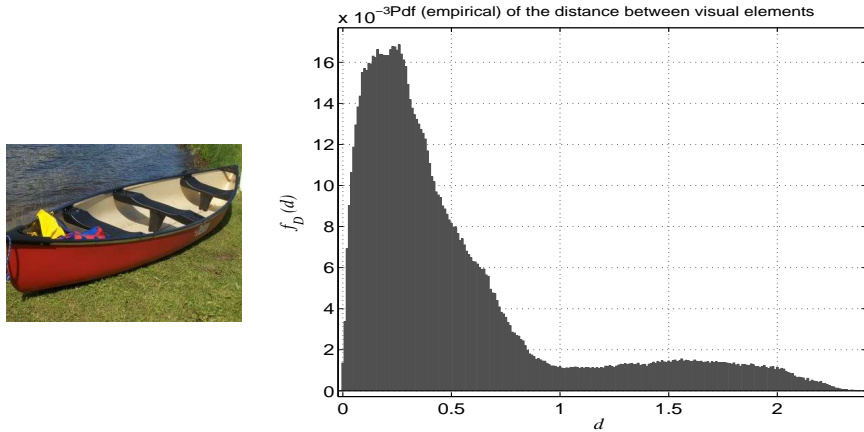 x 10⁻³Pdf (empirical) of the distance between visual elements
16
14
12
10
8
6
4
2
0
f_D(d)
0 0.5 1 1.5 2
d